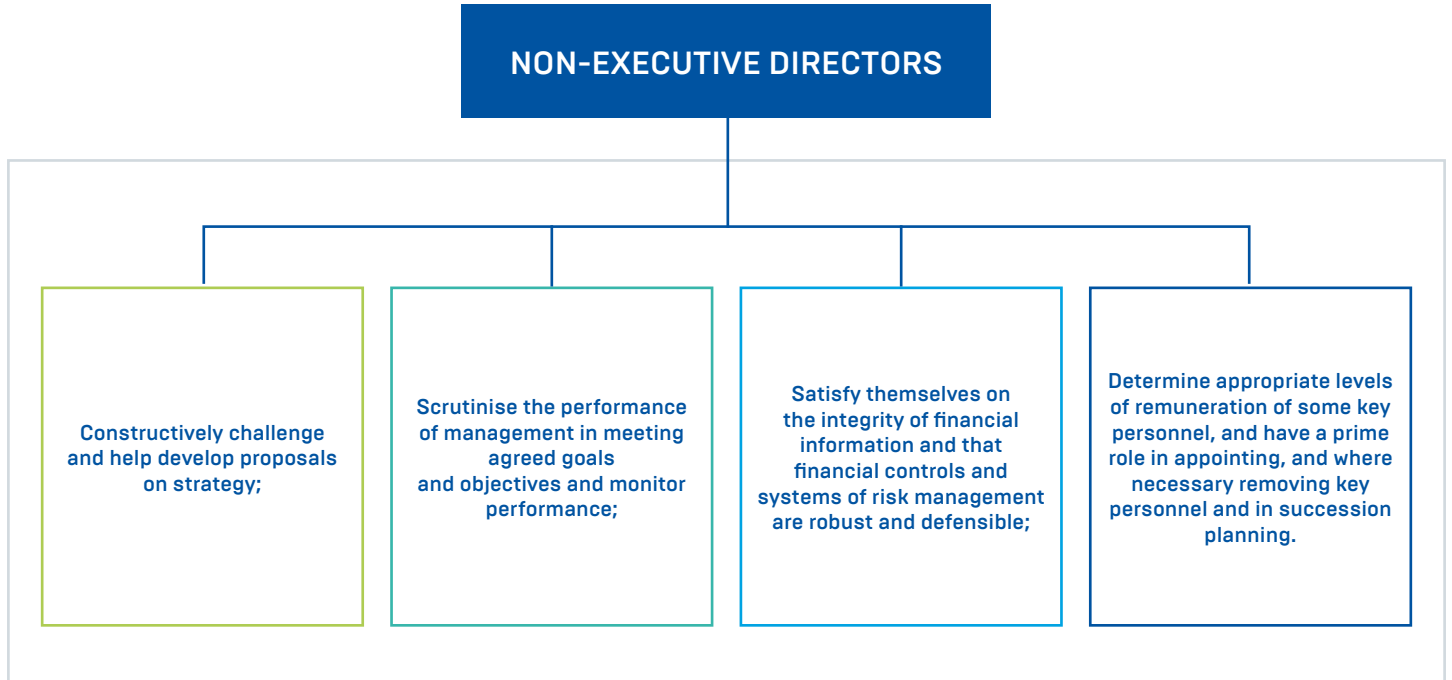 NON-EXECUTIVE DIRECTORS
Constructively challenge
and help develop proposals
on strategy;
Scrutinise the performance
of management in meeting
agreed goals
and objectives and monitor
performance;
Satisfy themselves on
the integrity of financial
information and that
financial controls and
systems of risk management
are robust and defensible;
Determine appropriate levels
of remuneration of some key
personnel, and have a prime
role in appointing, and where
necessary removing key
personnel and in succession
planning.